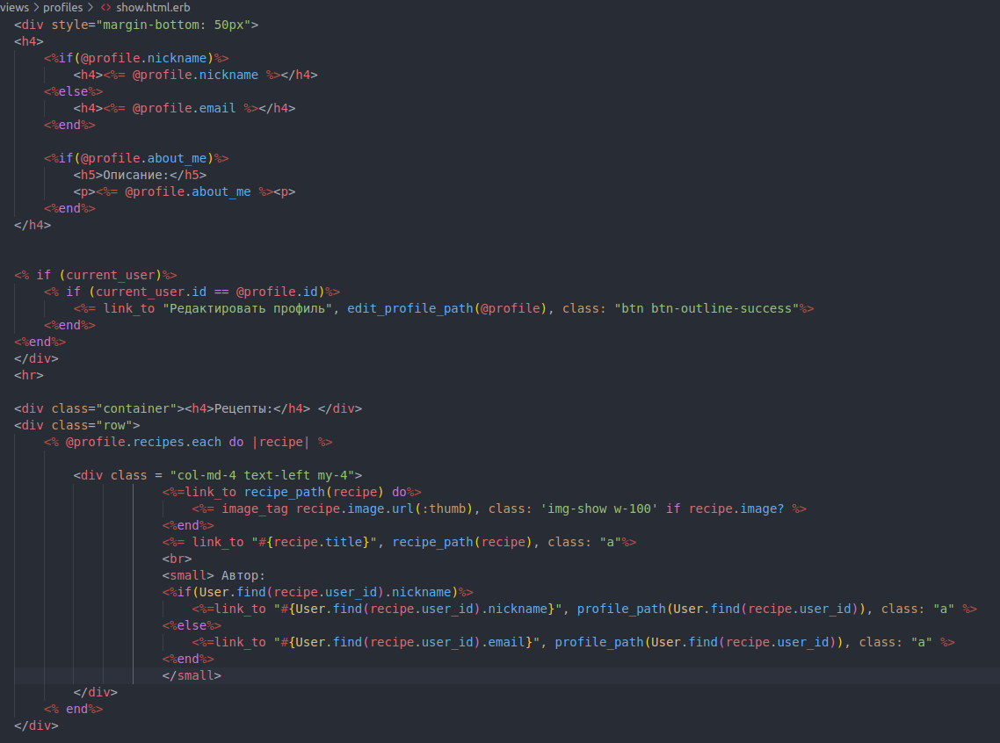 views > profiles > <> show.html.erb
<div style="margin-bottom: 50px">
<h4>
    <%if(@profile.nickname)%>
        <h4><%= @profile.nickname %></h4>
    <%else%>
        <h4><%= @profile.email %></h4>
    <%end%>

    <%if(@profile.about_me)%>
        <h5>Описание:</h5>
        <p><%= @profile.about_me %><p>
    <%end%>
</h4>


<% if (current_user)%>
    <% if (current_user.id == @profile.id)%>
        <%= link_to "Редактировать профиль", edit_profile_path(@profile), class: "btn btn-outline-success"%>
    <%end%>
<%end%>
</div>
<hr>

<div class="container"><h4>Рецепты:</h4> </div>
<div class="row">
    <% @profile.recipes.each do |recipe| %>

        <div class = "col-md-4 text-left my-4">
                    <%=link_to recipe_path(recipe) do%>
                        <%= image_tag recipe.image.url(:thumb), class: 'img-show w-100' if recipe.image? %>
                    <%end%>
                    <%= link_to "#{recipe.title}", recipe_path(recipe), class: "a"%>
                    <br>
                    <small> Автор:
                    <%if(User.find(recipe.user_id).nickname)%>
                        <%=link_to "#{User.find(recipe.user_id).nickname}", profile_path(User.find(recipe.user_id)), class: "a" %>
                    <%else%>
                        <%=link_to "#{User.find(recipe.user_id).email}", profile_path(User.find(recipe.user_id)), class: "a" %>
                    <%end%>
                    </small>
        </div>
    <% end%>
</div>